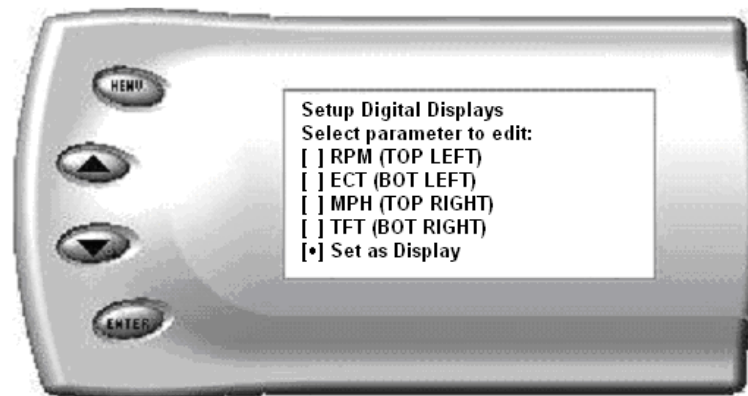 MENU
Setup Digital Displays
Select parameter to edit:
[ ] RPM (TOP LEFT)
[ ] ECT (BOT LEFT)
[ ] MPH (TOP RIGHT)
[ ] TFT (BOT RIGHT)
[•] Set as Display
ENTER